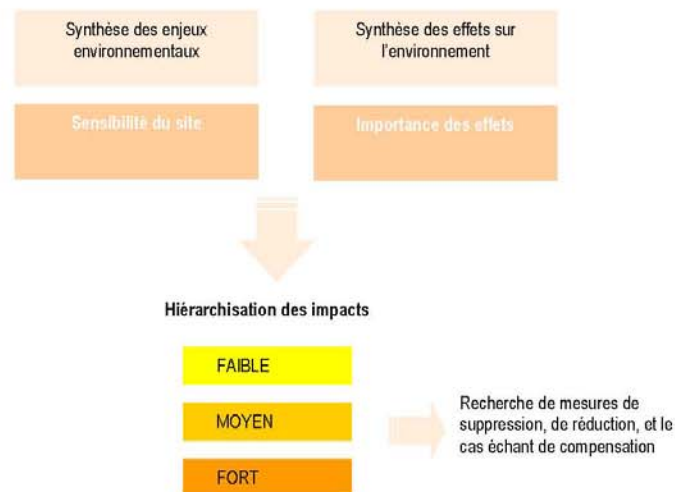 Synthèse des enjeux
environnementaux
Synthèse des effets sur
l'environnement
Sensibilité du site
Importance des effets
Hiérarchisation des impacts
FAIBLE
MOYEN
FORT
Recherche de mesures de
suppression, de réduction, et le
cas échant de compensation